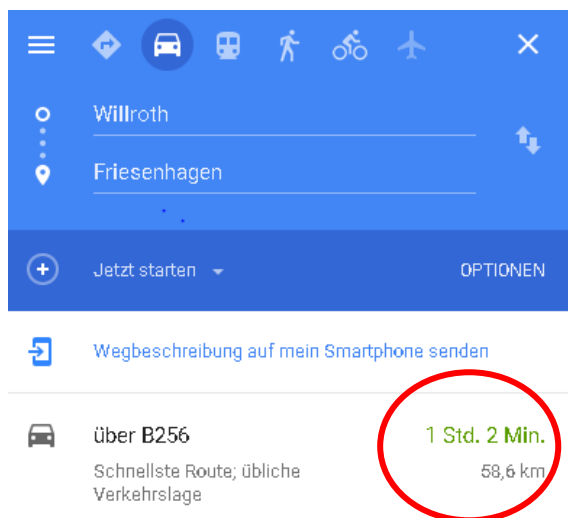 Willroth
Friesenhagen
Jetzt starten
OPTIONEN
Wegbeschreibung auf mein Smartphone senden
über B256
1 Std. 2 Min.
Schnellste Route; übliche
58,6 km
Verkehrslage